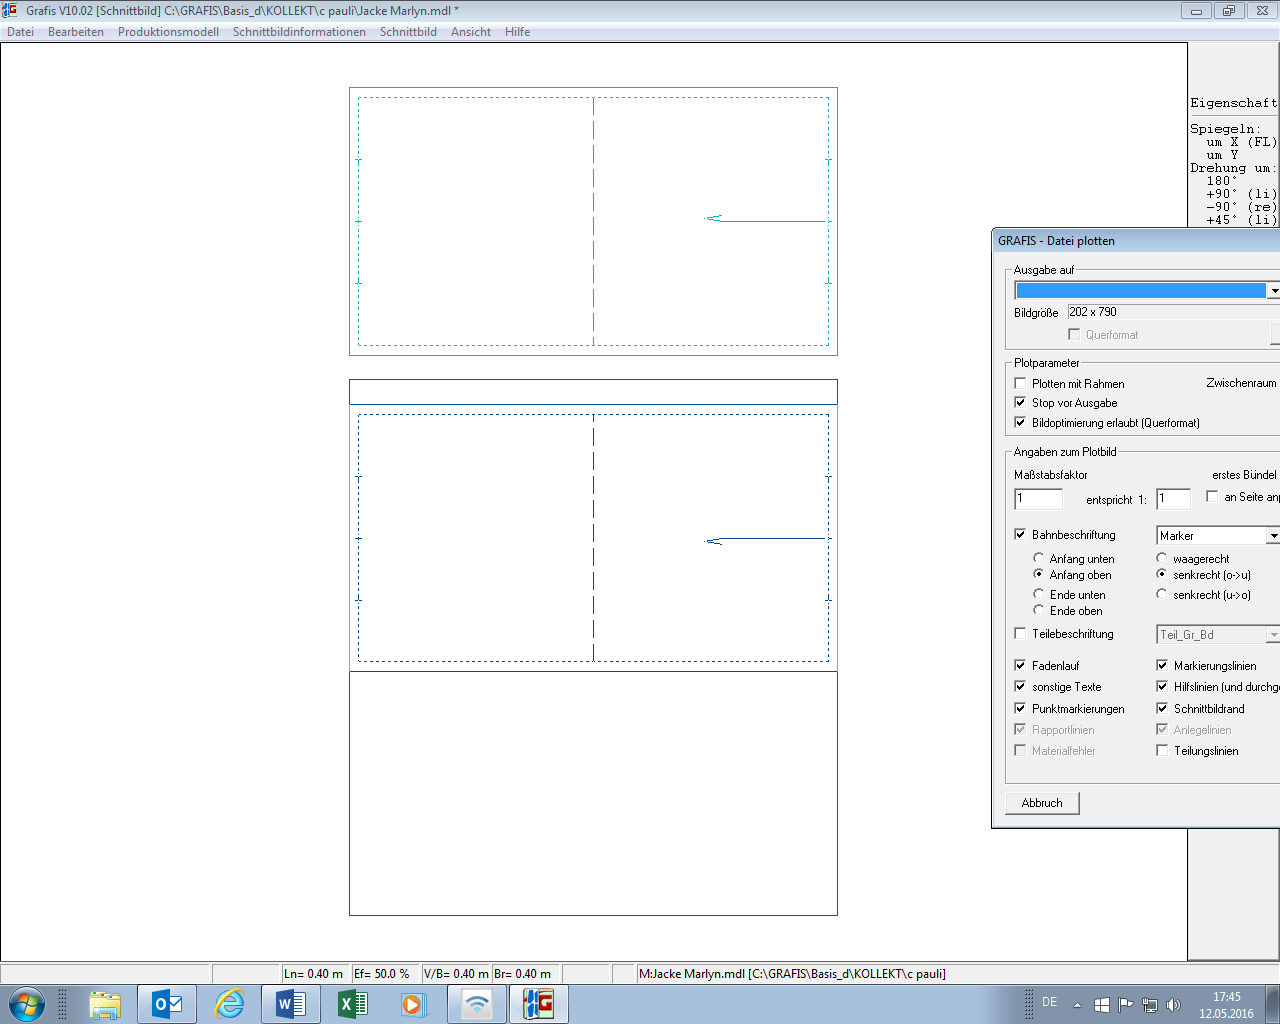 Grafis V10.02 [Schnittbild] C:\GRAFIS\Basis_d\KOLLEKT\c pauli\Jacke Marlyn.mdl *
Datei Bearbeiten Produktionsmodell Schnittbildinformationen Schnittbild Ansicht Hilfe
Eigenschaft
Spiegeln:
um X (FL)
um Y
Drehung um:
180°
+90° (li)
-90° (re)
+45° (li)
GRAFIS - Datei plotten
Ausgabe auf
Bildgröße 202 x 790
Querformat
Plotparameter
Plotten mit Rahmen Zwischenraum
Stop vor Ausgabe
Bildoptimierung erlaubt (Querformat)
Angaben zum Plotbild
Maßstabsfaktor erstes Bündel
1 entspricht 1: 1 an Seite anp
Bahnbeschriftung Marker
Anfang unten waagerecht
Anfang oben senkrecht (o->u)
Ende unten senkrecht (u->o)
Ende oben
Teilebeschriftung Teil_Gr_Bd
Fadenlauf Markierungslinien
sonstige Texte Hilfslinien (und durchge
Punktmarkierungen Schnittbildrand
Rapportlinien Anlegelinien
Materialfehler Teilungslinien
Abbruch
Ln= 0.40 m Ef= 50.0 % V/B= 0.40 m Br= 0.40 m M:Jacke Marlyn.mdl [C:\GRAFIS\Basis_d\KOLLEKT\c pauli]
DE 17:45
12.05.2016